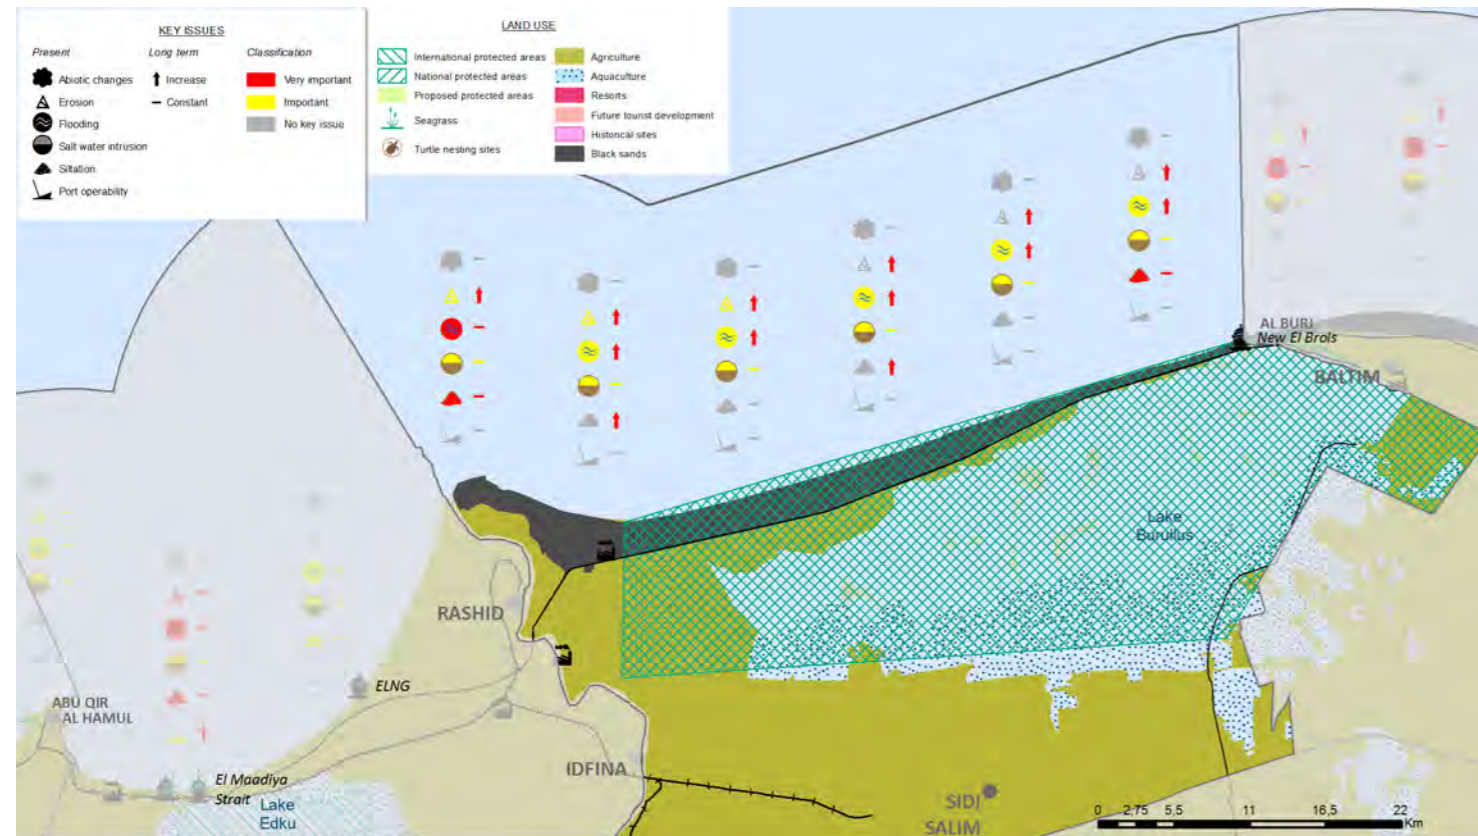 KEY ISSUES
Present
Long term
Classification
Abiotic changes
Increase
Very important
Erosion
Constant
Important
Flooding
No key issue
Salt water intrusion
Siltation
Port operability
LAND USE
International protected areas
Agriculture
National protected areas
Aquaculture
Proposed protected areas
Resorts
Seagrass
Future tourist development
Historical sites
Turtle nesting sites
Black sands
AL BURJ
New El Brols
BALTIM
Lake
Burullus
RASHID
ELNG
ABU QIR
AL HAMUL
IDFINA
El Maadiya
Strait
Lake
Edku
SIDI
SALIM
0 2,75 5,5 11 16,5 22
Km